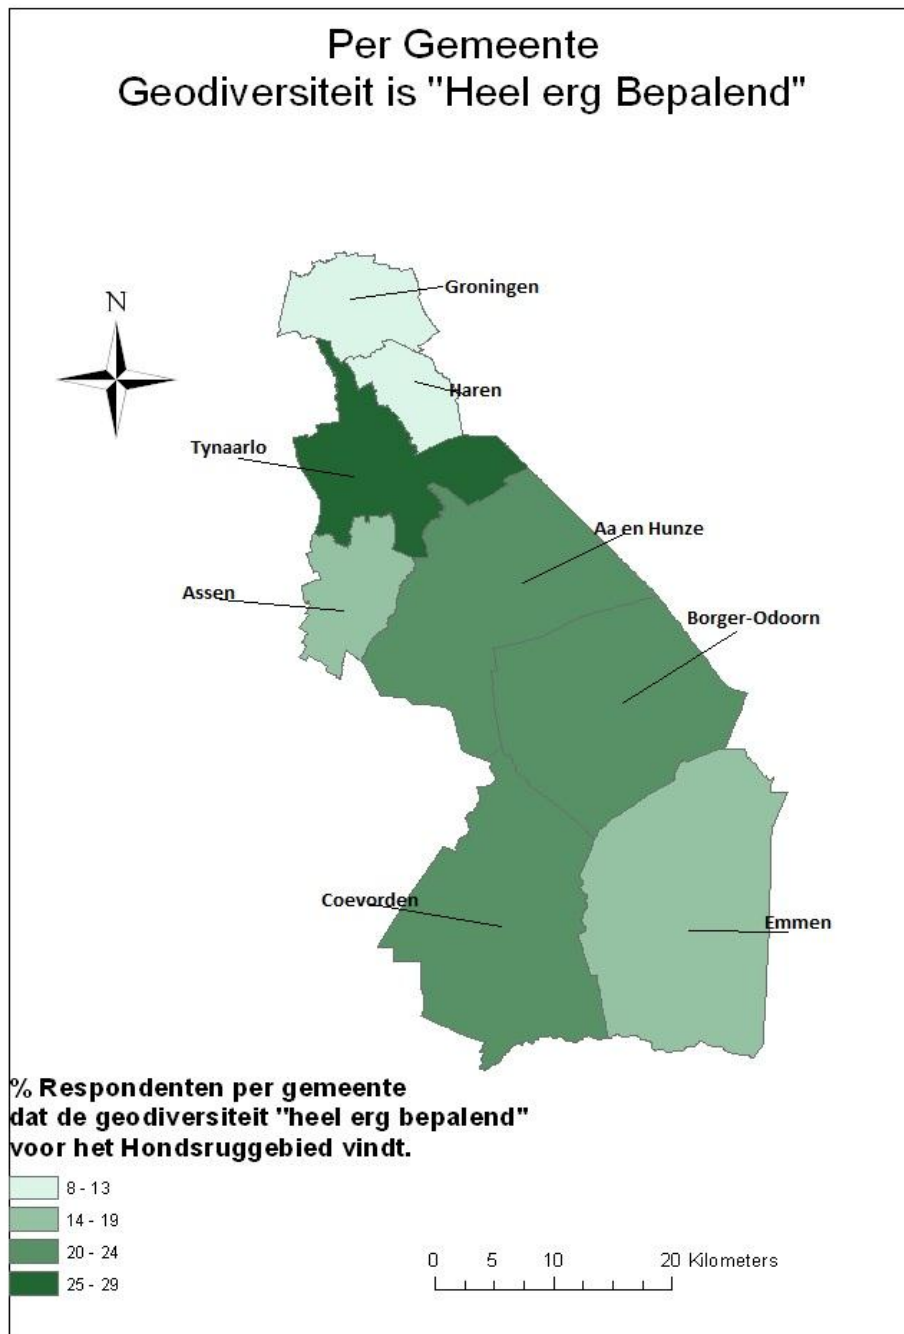 Per Gemeente
Geodiversiteit is "Heel erg Bepalend"
N
Groningen
Haren
Tynaarlo
Aa en Hunze
Assen
Borger-Odoorn
Coevorden
Emmen
% Respondenten per gemeente
dat de geodiversiteit "heel erg bepalend"
voor het Hondsruggebied vindt.
8 - 13
14 - 19
20 - 24
25 - 29
0 5 10 20 Kilometers